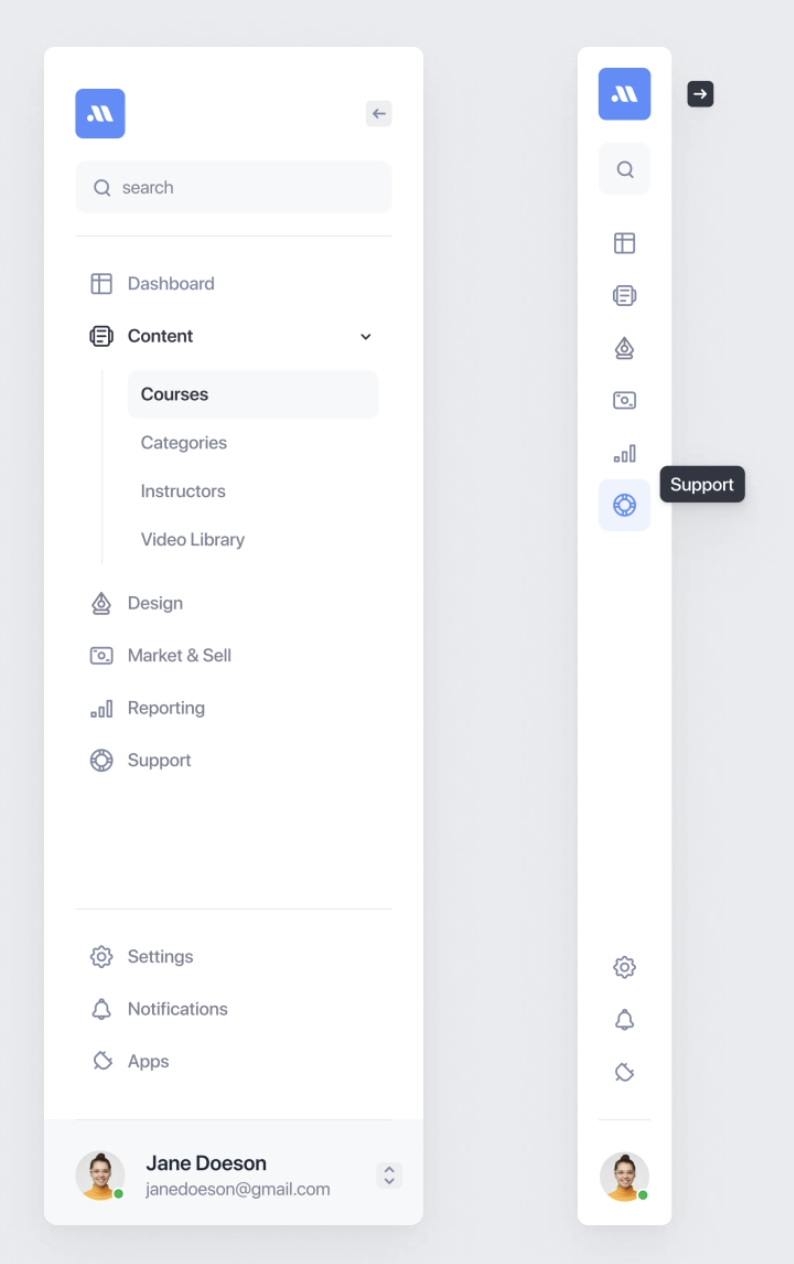 search
Dashboard
Content
Courses
Categories
Instructors
Video Library
Design
Market & Sell
Reporting
Support
Settings
Notifications
Apps
Jane Doeson
janedoeson@gmail.com
Support